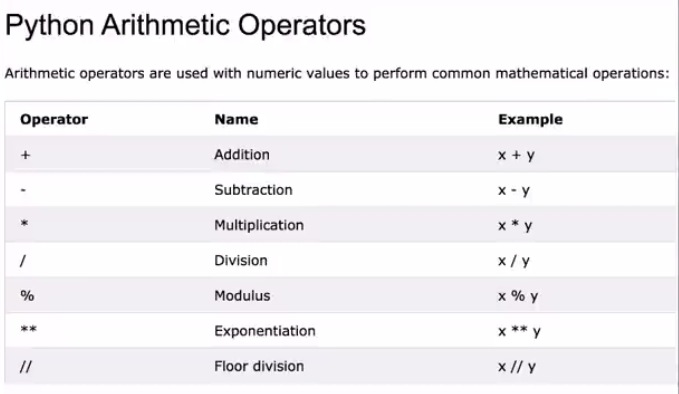 Python Arithmetic Operators
Arithmetic operators are used with numeric values to perform common mathematical operations:
Operator Name Example
+ Addition x + y
- Subtraction x - y
* Multiplication x * y
/ Division x / y
% Modulus x % y
** Exponentiation x ** y
// Floor division x // y